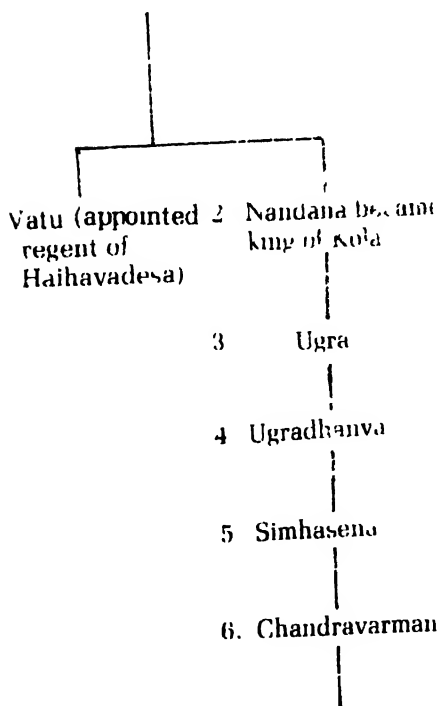 Vatu (appointed
regent of
Haihavadesa)
2 Nandana became
king of Kola
3 Ugra
4 Ugradhanva
5 Simhasena
6. Chandravarman